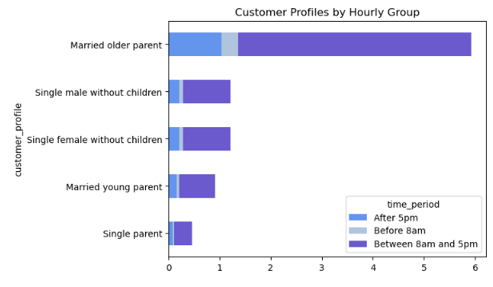 Customer Profiles by Hourly Group
customer_profile
Married older parent
Single male without children
Single female without children
Married young parent
Single parent
time_period
After 5pm
Before 8am
Between 8am and 5pm
0 1 2 3 4 5 6